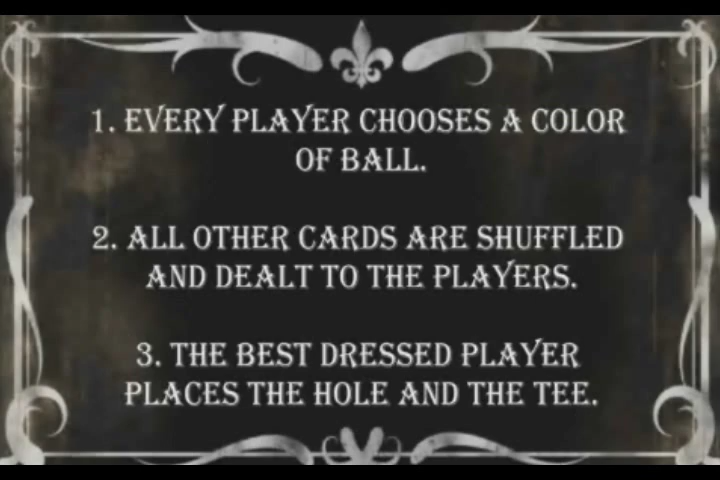 1. EVERY PLAYER CHOOSES A COLOR
OF BALL.
2. ALL OTHER CARDS ARE SHUFFLED
AND DEALT TO THE PLAYERS.
3. THE BEST DRESSED PLAYER
PLACES THE HOLE AND THE TEE.